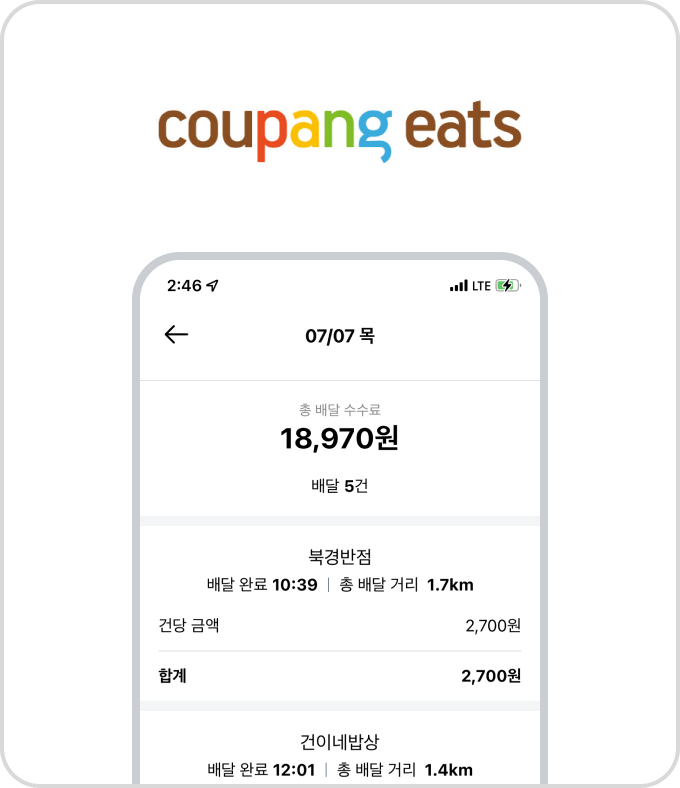 coupang eats
2:46 LTE
07/07 목
총 배달 수수료
18,970원
배달 5건
북경반점
배달 완료 10:39 | 총 배달 거리 1.7km
건당 금액 2,700원
합계 2,700원
건이네밥상
배달 완료 12:01 | 총 배달 거리 1.4km